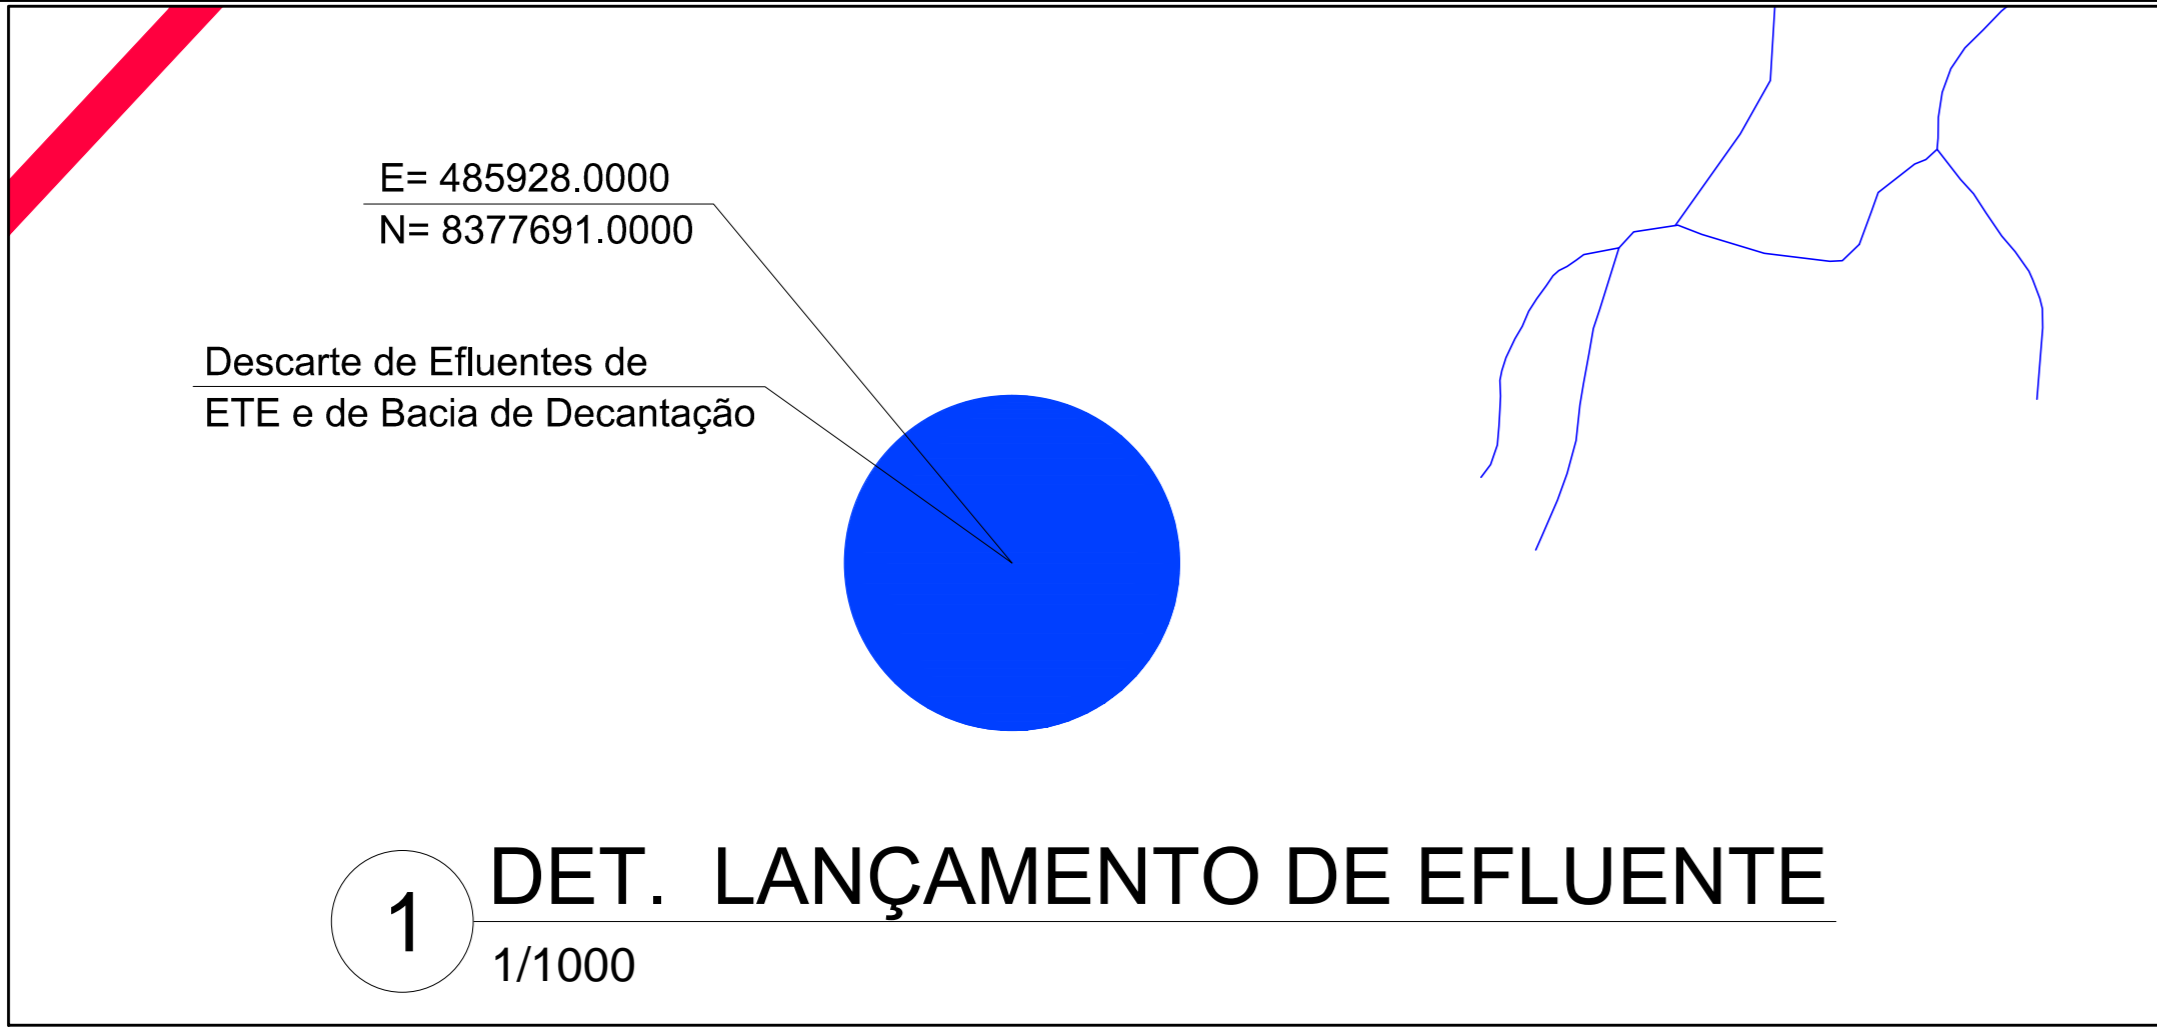 E= 485928.0000
N= 8377691.0000
Descarte de Efluentes de
ETE e de Bacia de Decantação
1
DET. LANÇAMENTO DE EFLUENTE
1/1000